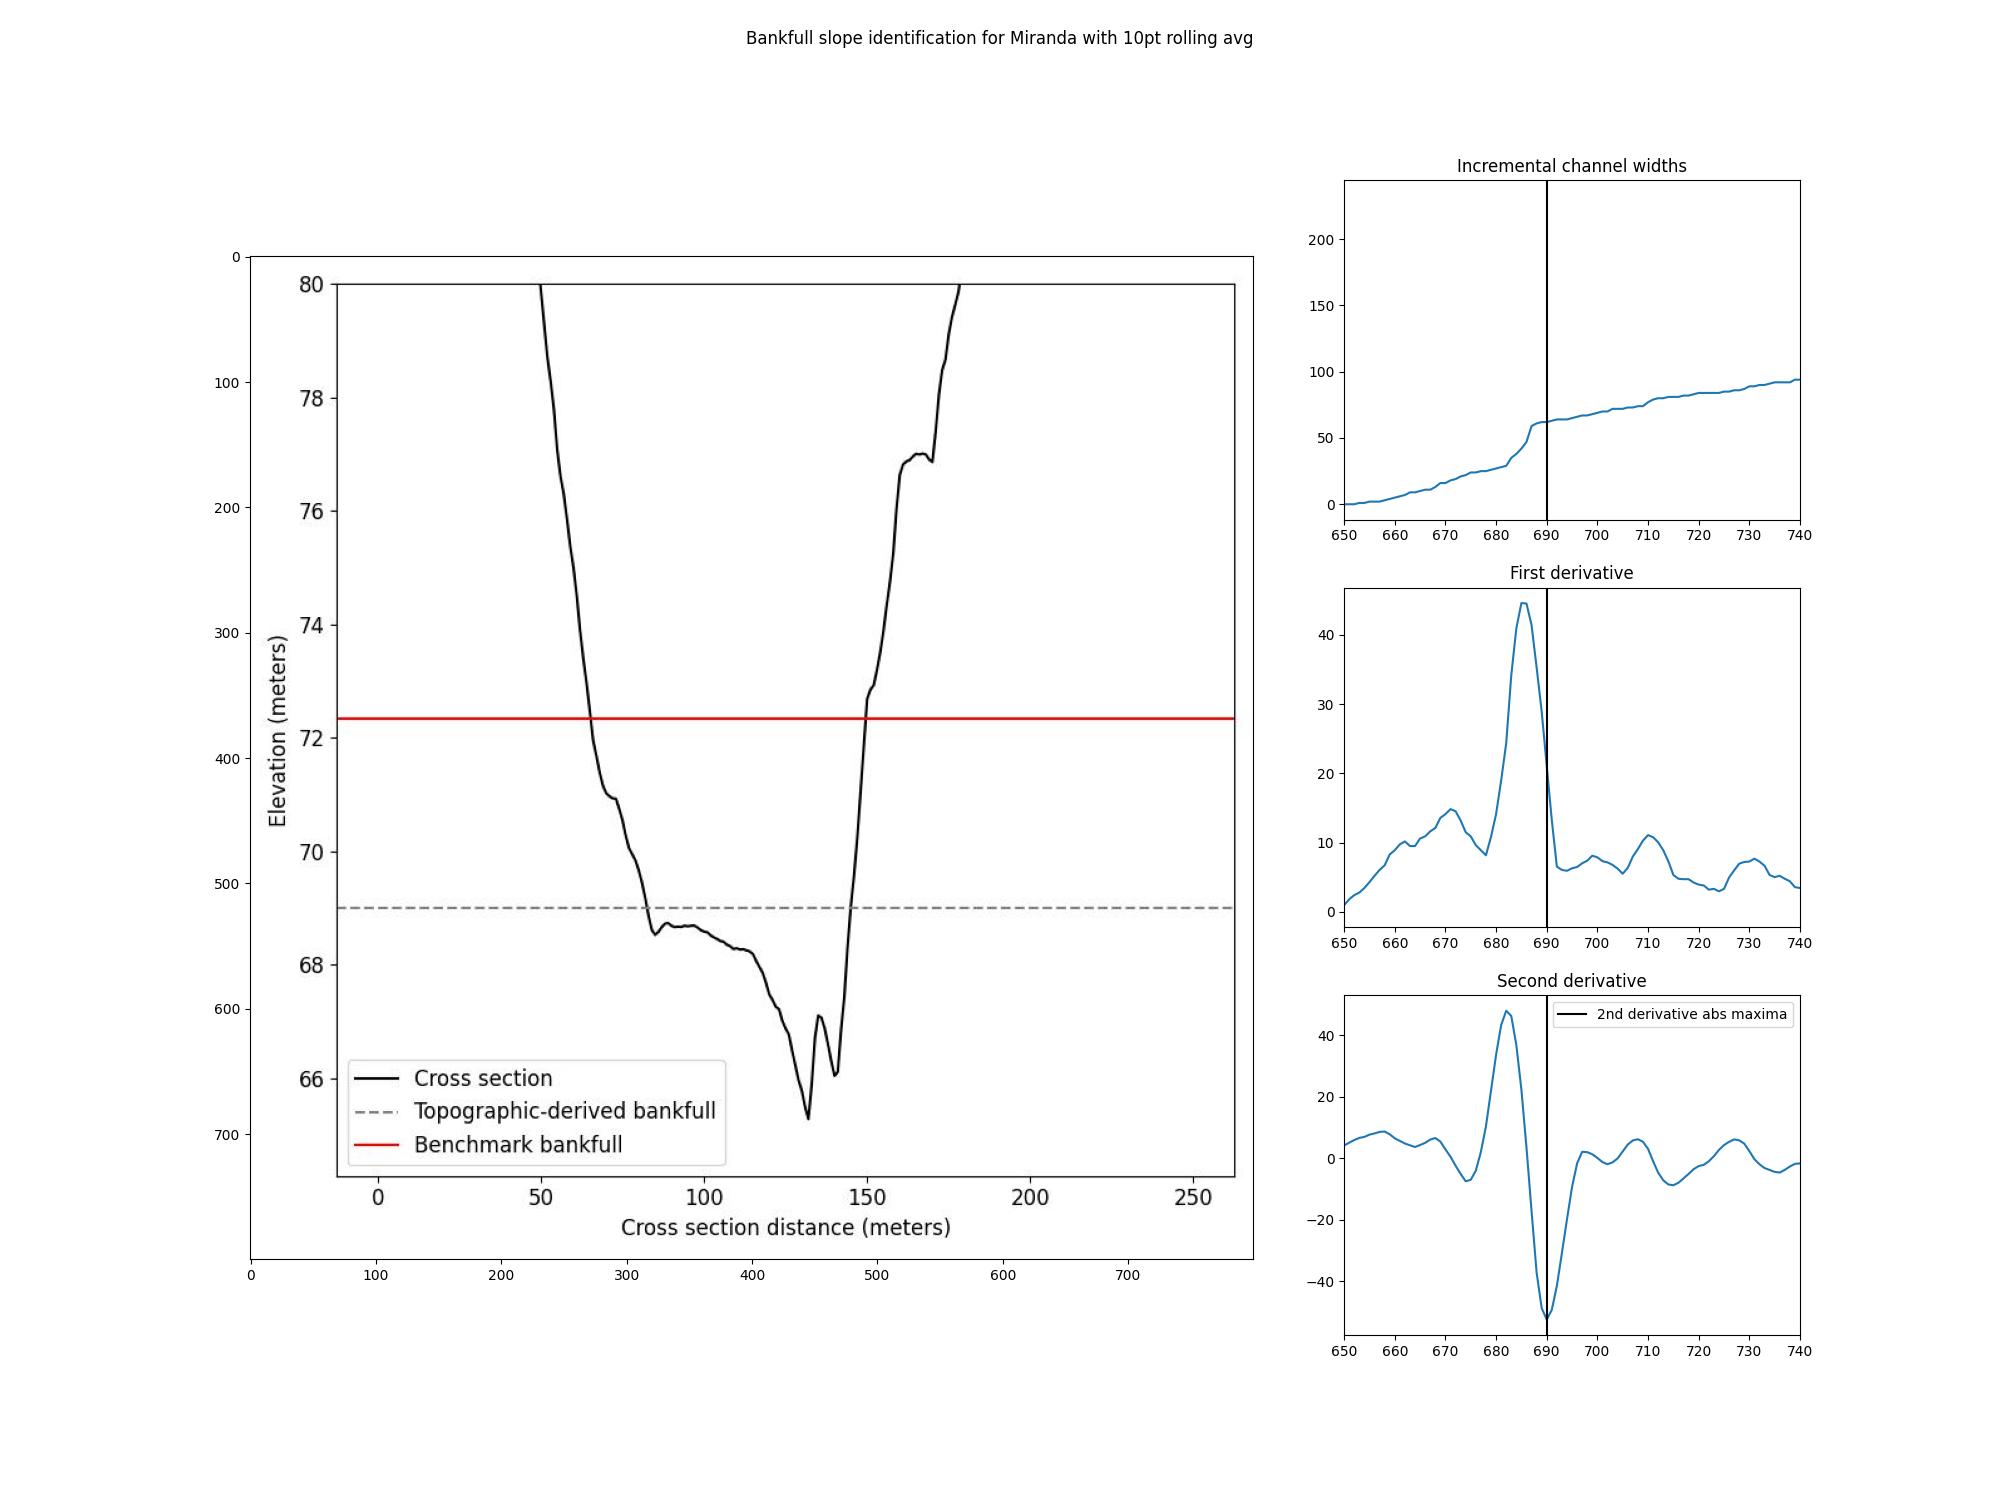 Bankfull slope identification for Miranda with 10pt rolling avg
0
100
200
300
400
500
600
700
80
78
76
74
72
70
68
66
Elevation (meters)
Cross section
Topographic-derived bankfull
Benchmark bankfull
0 50 100 150 200 250
Cross section distance (meters)
0 100 200 300 400 500 600 700
Incremental channel widths
200
150
100
50
0
650 660 670 680 690 700 710 720 730 740
First derivative
40
30
20
10
0
650 660 670 680 690 700 710 720 730 740
Second derivative
2nd derivative abs maxima
40
20
0
−20
−40
650 660 670 680 690 700 710 720 730 740